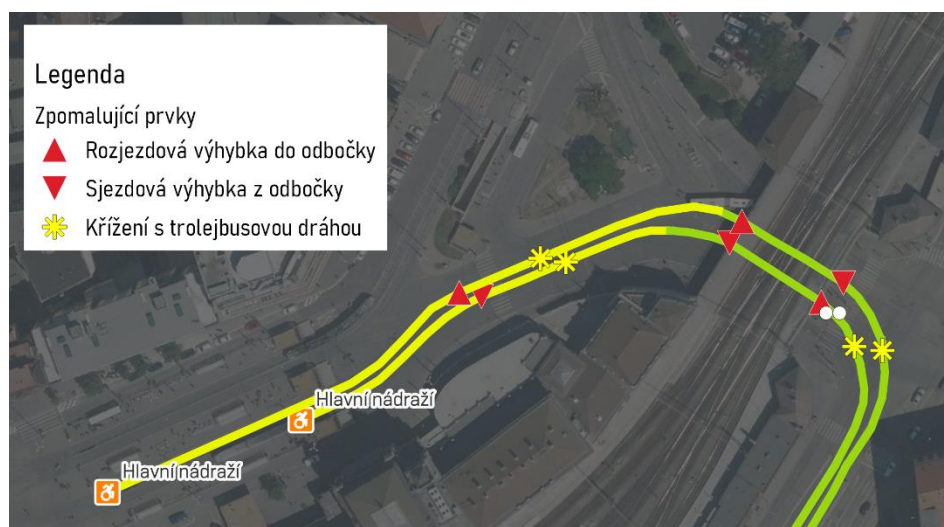 Legenda
Zpomalující prvky
Rozjezdová výhybka do odbočky
Sjezdová výhybka z odbočky
Křížení s trolejbusovou dráhou
Hlavní nádraží
Hlavní nádraží